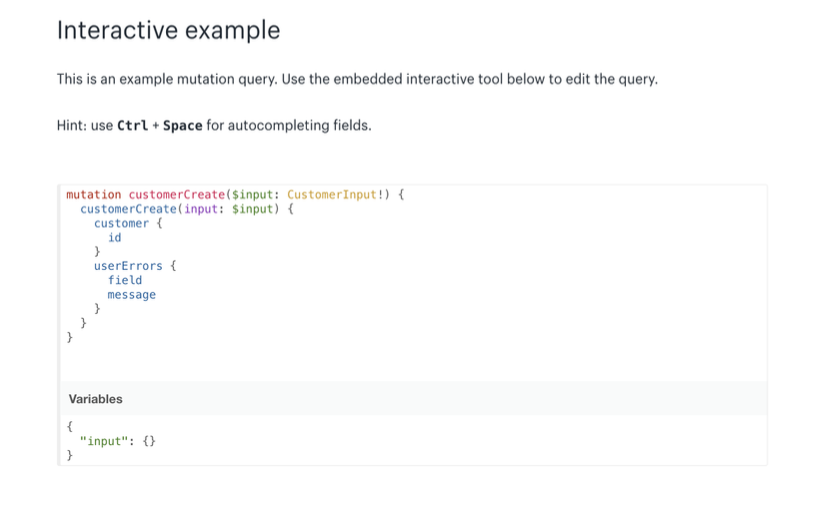 Interactive example
This is an example mutation query. Use the embedded interactive tool below to edit the query.
Hint: use Ctrl + Space for autocompleting fields.
mutation customerCreate($input: CustomerInput!) {
  customerCreate(input: $input) {
    customer {
      id
    }
    userErrors {
      field
      message
    }
  }
}
Variables
{
  "input": {}
}